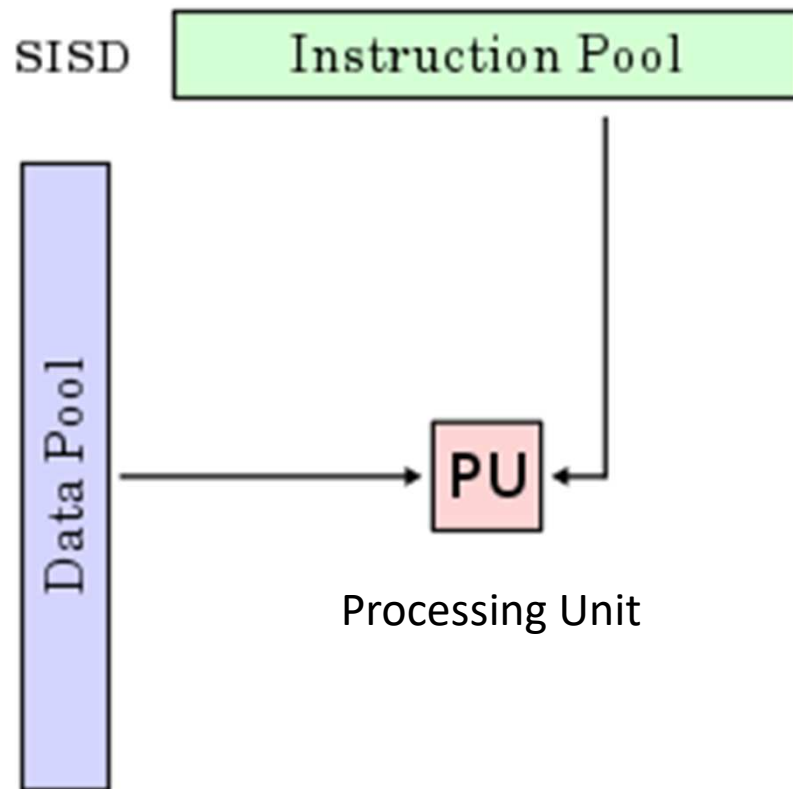 SISD
Instruction Pool
Data Pool
PU
Processing Unit